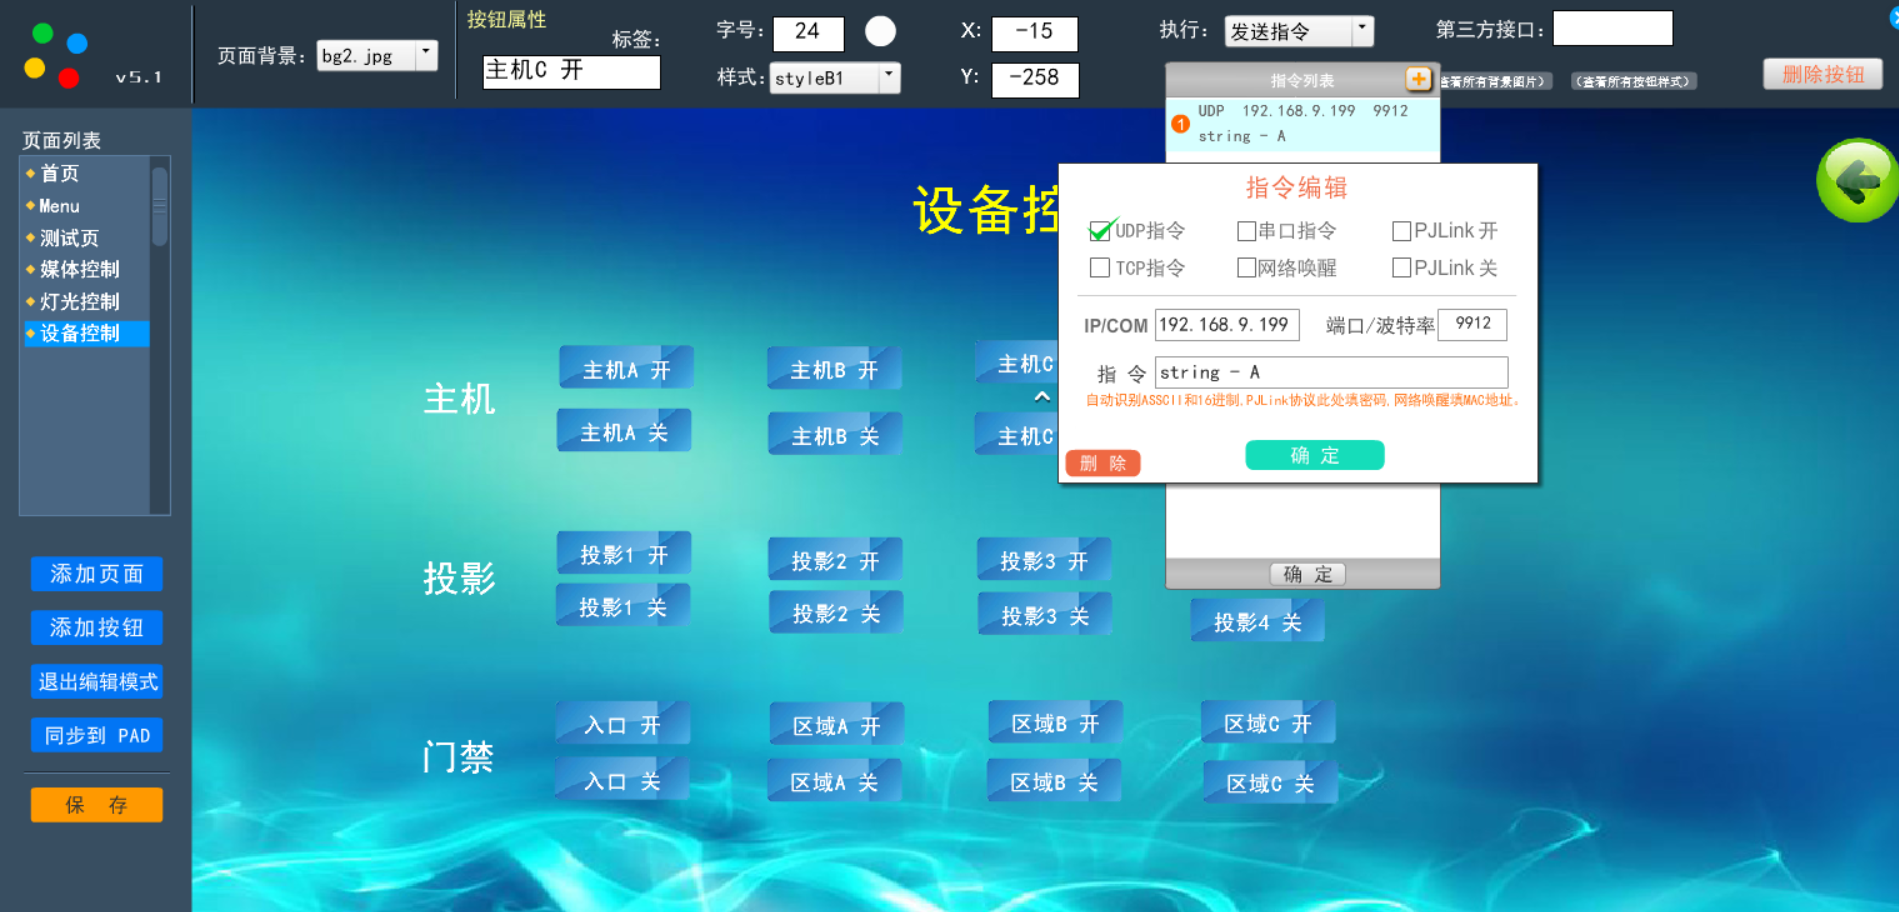 v5.1
页面背景:
bg2.jpg
按钮属性
标签:
主机C 开
字号:
24
样式:
styleB1
X:
-15
Y:
-258
执行:
发送指令
第三方接口:
查看所有背景图片)
(查看所有按钮样式)
删除按钮
页面列表
首页
Menu
测试页
媒体控制
灯光控制
设备控制
添加页面
添加按钮
退出编辑模式
同步到 PAD
保 存
指令列表
1
UDP 192.168.9.199 9912
string - A
设备控
指令编辑
UDP指令
串口指令
PJLink 开
TCP指令
网络唤醒
PJLink 关
IP/COM
192.168.9.199
端口/波特率
9912
指 令
string - A
自动识别ASSCII和16进制,PJLink协议此处填密码,网络唤醒填MAC地址。
删 除
确 定
确 定
主机
主机A 开
主机B 开
主机C
主机A 关
主机B 关
主机C
投影
投影1 开
投影2 开
投影3 开
投影1 关
投影2 关
投影3 关
投影4 关
门禁
入口 开
区域A 开
区域B 开
区域C 开
入口 关
区域A 关
区域B 关
区域C 关